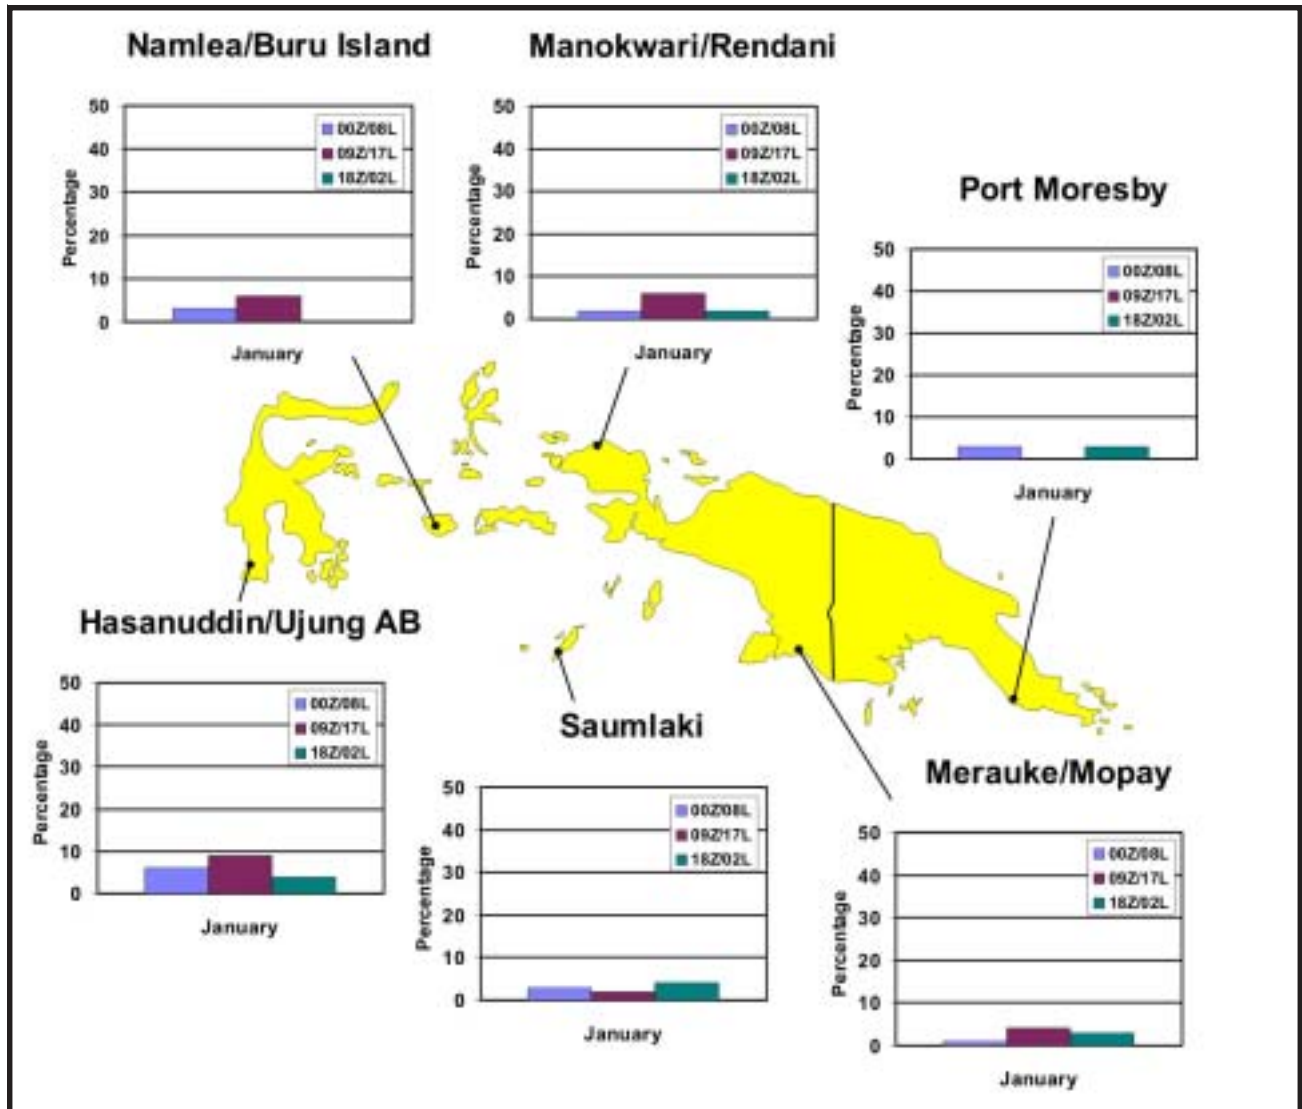 Namlea/Buru Island
50
40
30
20
10
0
Percentage
00Z/08L
09Z/17L
18Z/02L
January
Manokwari/Rendani
50
40
30
20
10
0
Percentage
00Z/08L
09Z/17L
18Z/02L
January
Port Moresby
50
40
30
20
10
0
Percentage
00Z/08L
09Z/17L
18Z/02L
January
Hasanuddin/Ujung AB
50
40
30
20
10
0
Percentage
00Z/08L
09Z/17L
18Z/02L
January
Saumlaki
50
40
30
20
10
0
Percentage
00Z/08L
09Z/17L
18Z/02L
January
Merauke/Mopay
50
40
30
20
10
0
Percentage
00Z/08L
09Z/17L
18Z/02L
January